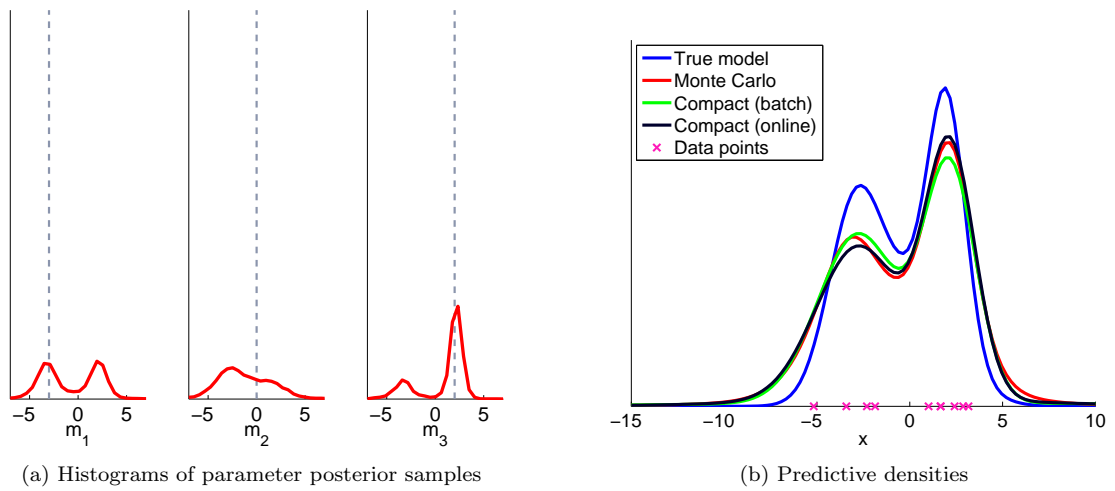 −5 0 5
m1
−5 0 5
m2
−5 0 5
m3
(a) Histograms of parameter posterior samples
True model
Monte Carlo
Compact (batch)
Compact (online)
Data points
−15 −10 −5 0 5 10
x
(b) Predictive densities